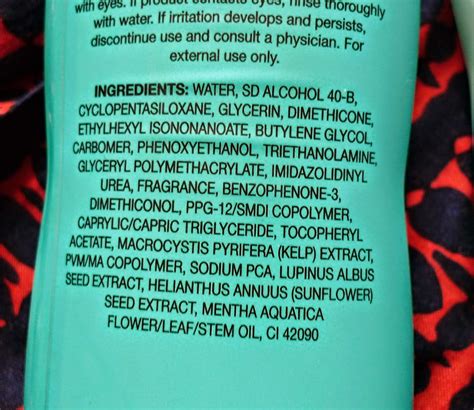 with eyes. If product contacts eyes, rinse thoroughly
with water. If irritation develops and persists,
discontinue use and consult a physician. For
external use only.
INGREDIENTS: WATER, SD ALCOHOL 40-B,
CYCLOPENTASILOXANE, GLYCERIN, DIMETHICONE,
ETHYLHEXYL ISONONANOATE, BUTYLENE GLYCOL,
CARBOMER, PHENOXYETHANOL, TRIETHANOLAMINE,
GLYCERYL POLYMETHACRYLATE, IMIDAZOLIDINYL
UREA, FRAGRANCE, BENZOPHENONE-3,
DIMETHICONOL, PPG-12/SMDI COPOLYMER,
CAPRYLIC/CAPRIC TRIGLYCERIDE, TOCOPHERYL
ACETATE, MACROCYSTIS PYRIFERA (KELP) EXTRACT,
PVM/MA COPOLYMER, SODIUM PCA, LUPINUS ALBUS
SEED EXTRACT, HELIANTHUS ANNUUS (SUNFLOWER)
SEED EXTRACT, MENTHA AQUATICA
FLOWER/LEAF/STEM OIL, CI 42090